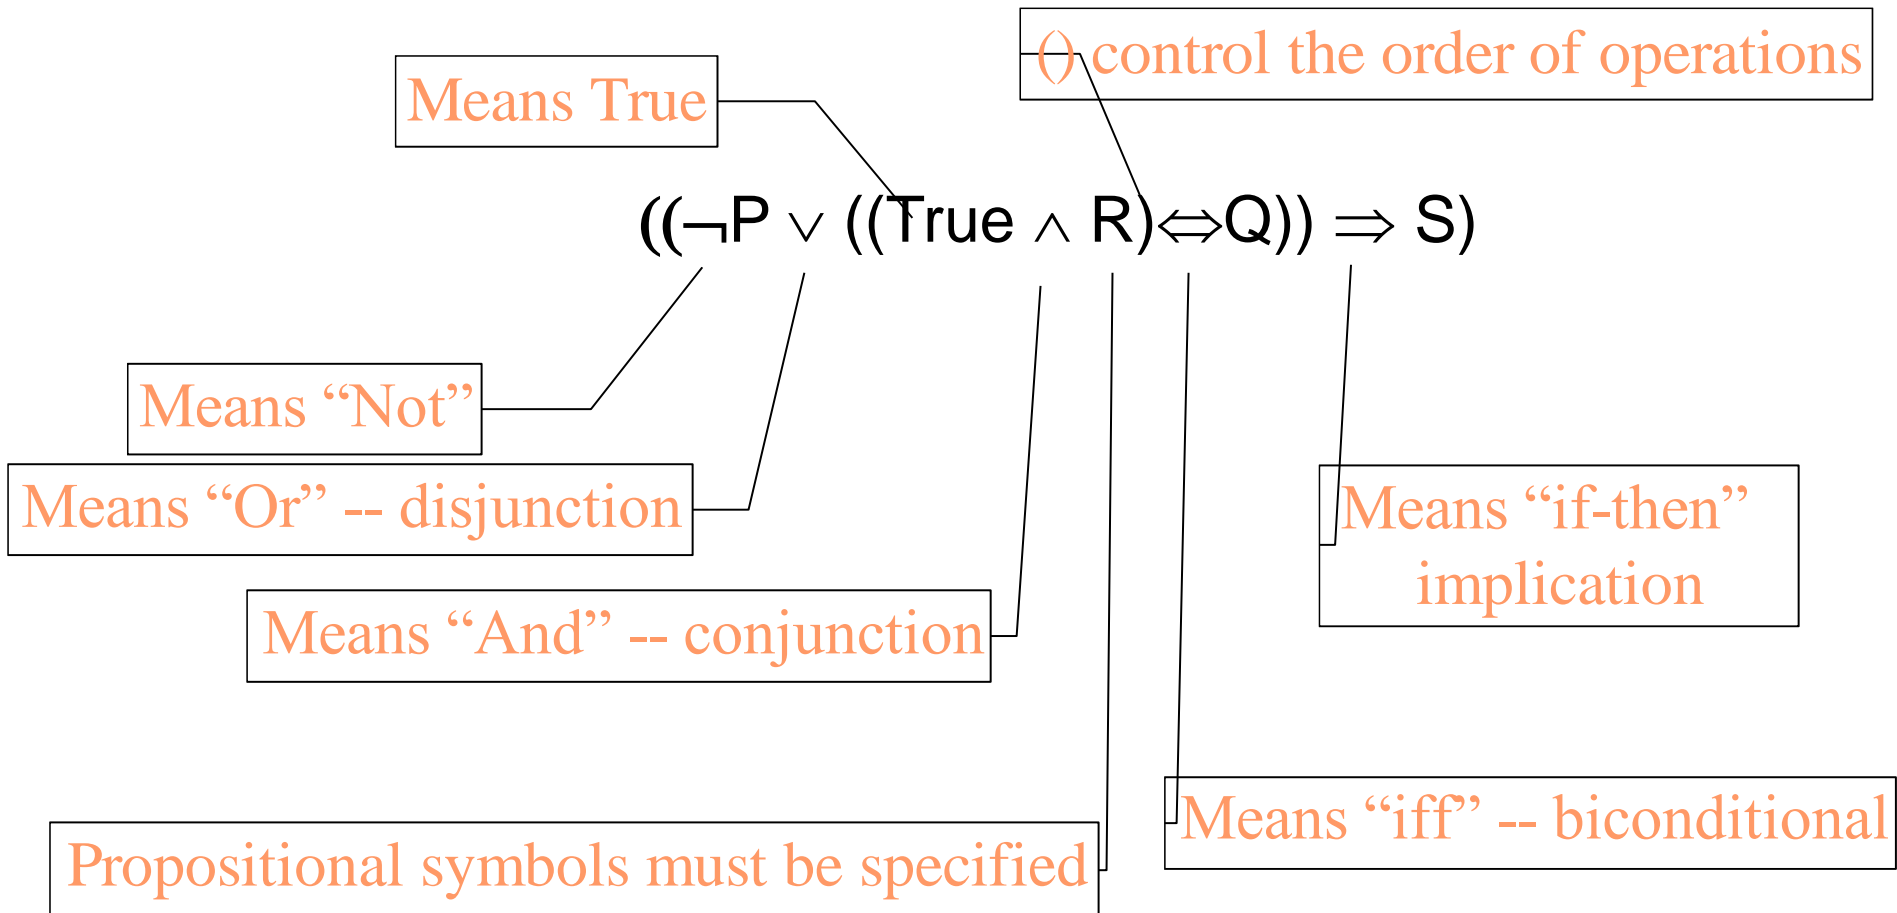 () control the order of operations
Means True
((¬P ∨ ((True ∧ R)⇔Q)) ⇒ S)
Means “Not”
Means “Or” -- disjunction
Means “if-then”
implication
Means “And” -- conjunction
Means “iff” -- biconditional
Propositional symbols must be specified